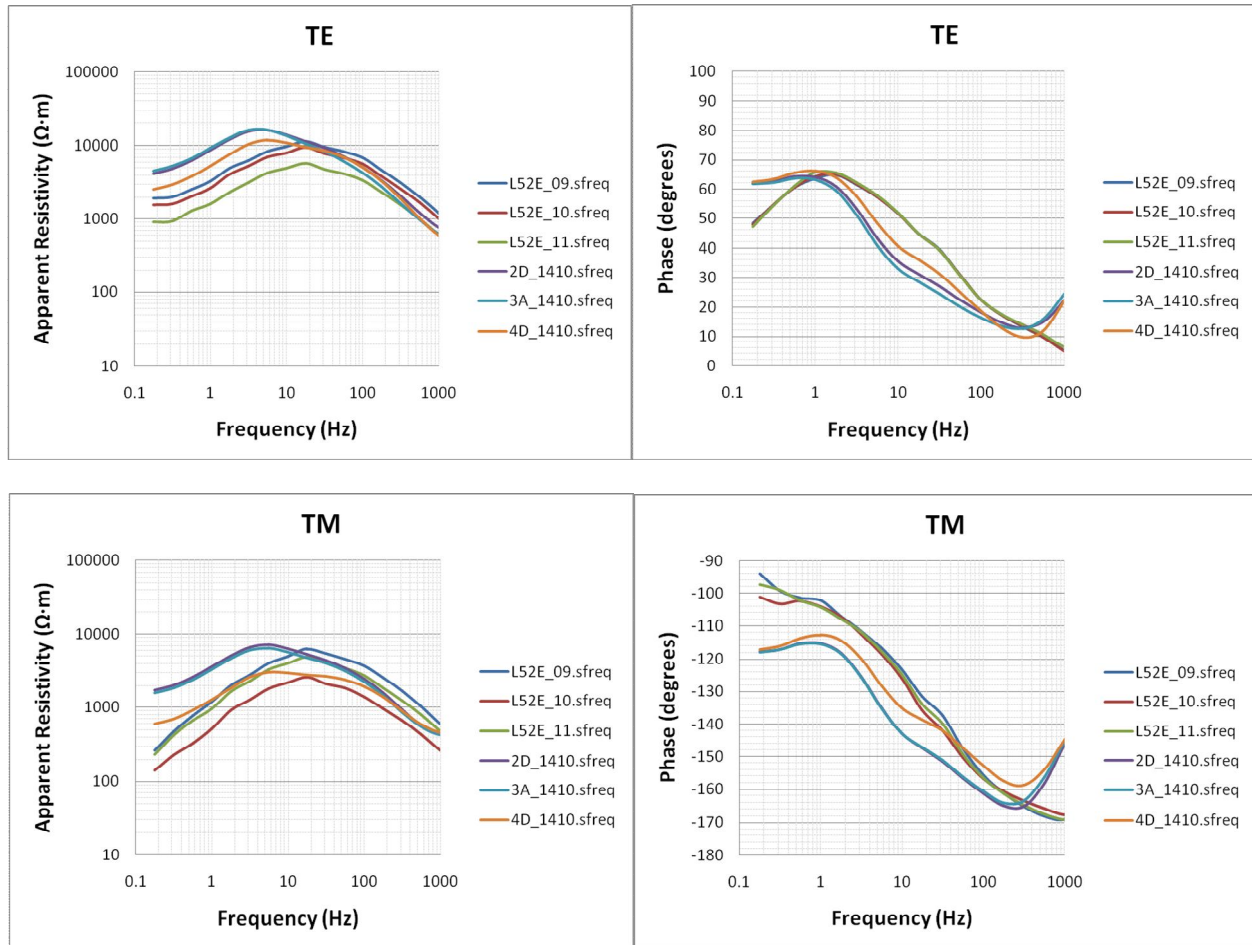 TE
Apparent Resistivity (Ω·m)
100000
10000
1000
100
10
0.1 1 10 100 1000
Frequency (Hz)
L52E_09.sfreq
L52E_10.sfreq
L52E_11.sfreq
2D_1410.sfreq
3A_1410.sfreq
4D_1410.sfreq
TE
Phase (degrees)
100
90
80
70
60
50
40
30
20
10
0
0.1 1 10 100 1000
Frequency (Hz)
L52E_09.sfreq
L52E_10.sfreq
L52E_11.sfreq
2D_1410.sfreq
3A_1410.sfreq
4D_1410.sfreq
TM
Apparent Resistivity (Ω·m)
100000
10000
1000
100
10
0.1 1 10 100 1000
Frequency (Hz)
L52E_09.sfreq
L52E_10.sfreq
L52E_11.sfreq
2D_1410.sfreq
3A_1410.sfreq
4D_1410.sfreq
TM
Phase (degrees)
-90
-100
-110
-120
-130
-140
-150
-160
-170
-180
0.1 1 10 100 1000
Frequency (Hz)
L52E_09.sfreq
L52E_10.sfreq
L52E_11.sfreq
2D_1410.sfreq
3A_1410.sfreq
4D_1410.sfreq